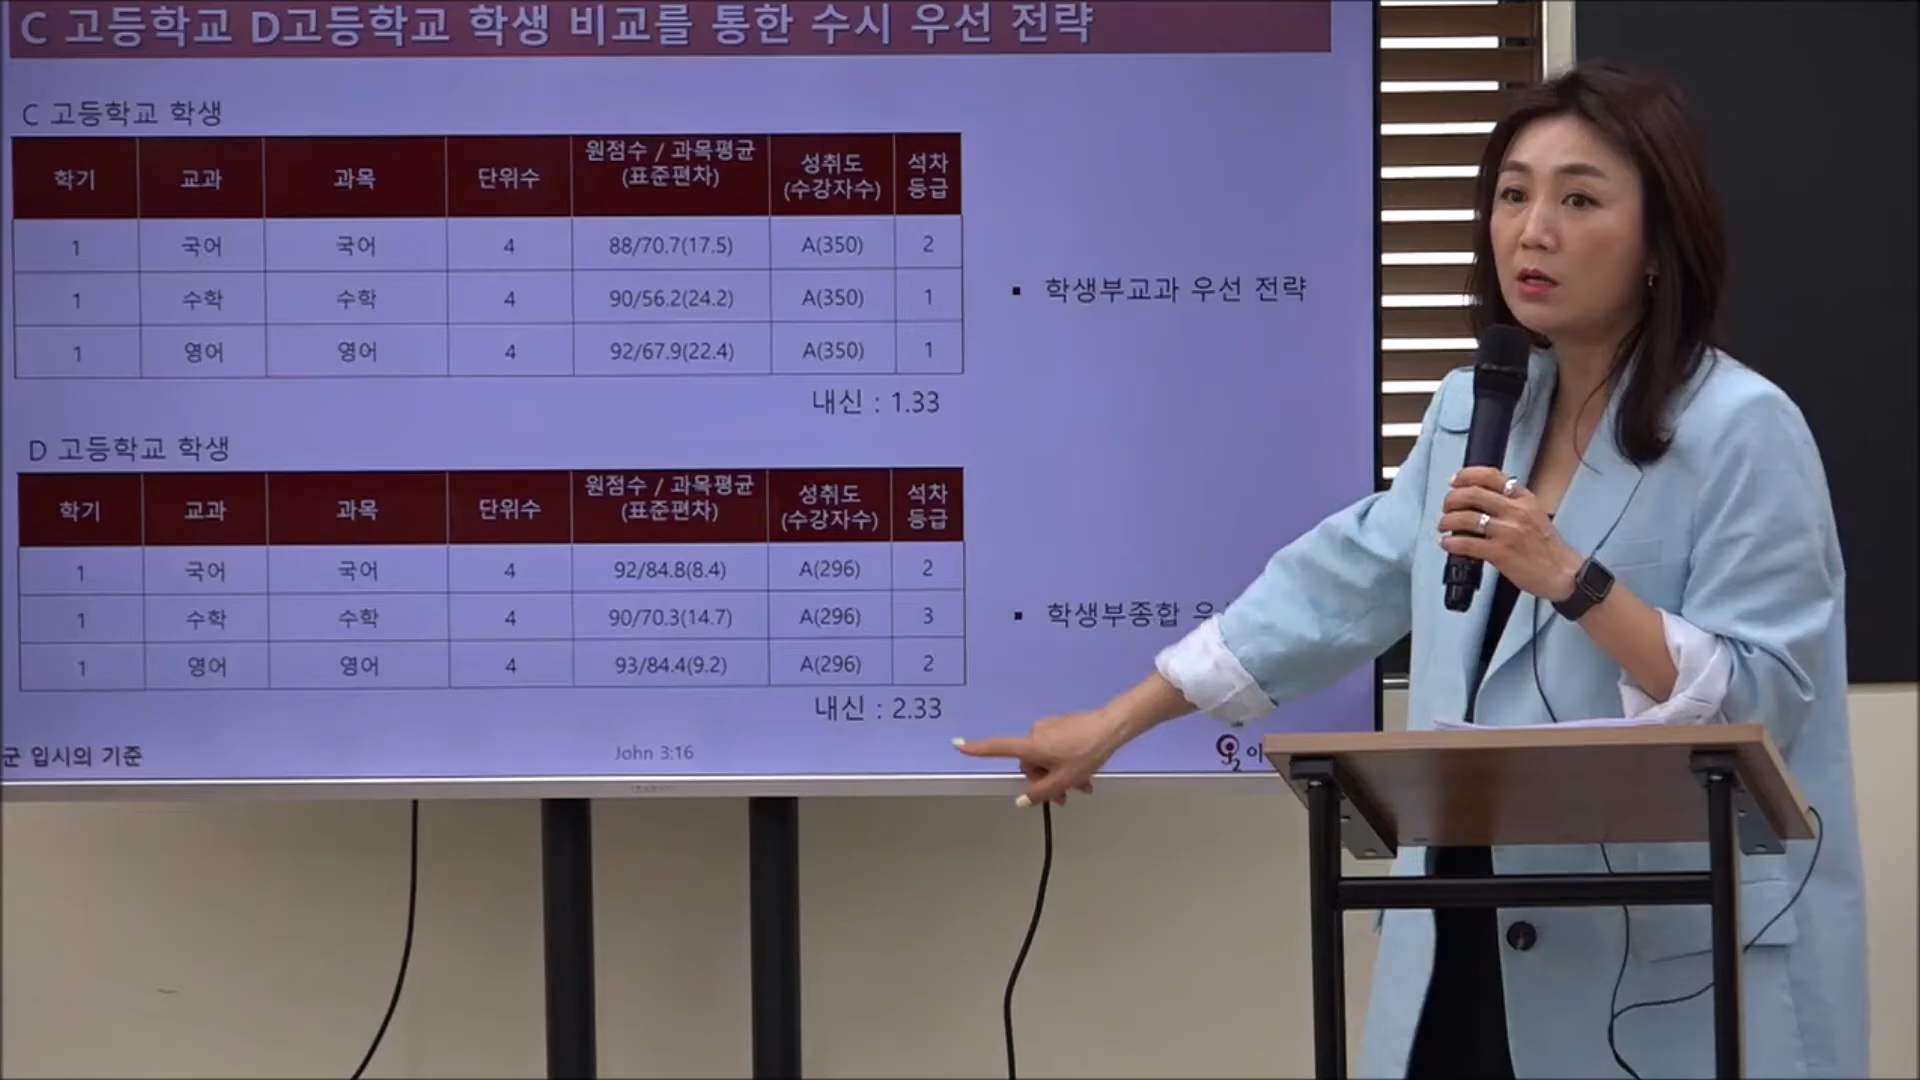 C 고등학교 D고등학교 학생 비교를 통한 수시 우선 전략
C 고등학교 학생
학기 교과 과목 단위수 원점수 / 과목평균 (표준편차) 성취도 (수강자수) 석차 등급
1 국어 국어 4 88/70.7(17.5) A(350) 2
1 수학 수학 4 90/56.2(24.2) A(350) 1
1 영어 영어 4 92/67.9(22.4) A(350) 1
내신 : 1.33
▪ 학생부교과 우선 전략
D 고등학교 학생
학기 교과 과목 단위수 원점수 / 과목평균 (표준편차) 성취도 (수강자수) 석차 등급
1 국어 국어 4 92/84.8(8.4) A(296) 2
1 수학 수학 4 90/70.3(14.7) A(296) 3
1 영어 영어 4 93/84.4(9.2) A(296) 2
내신 : 2.33
▪ 학생부종합
군 입시의 기준
John 3:16